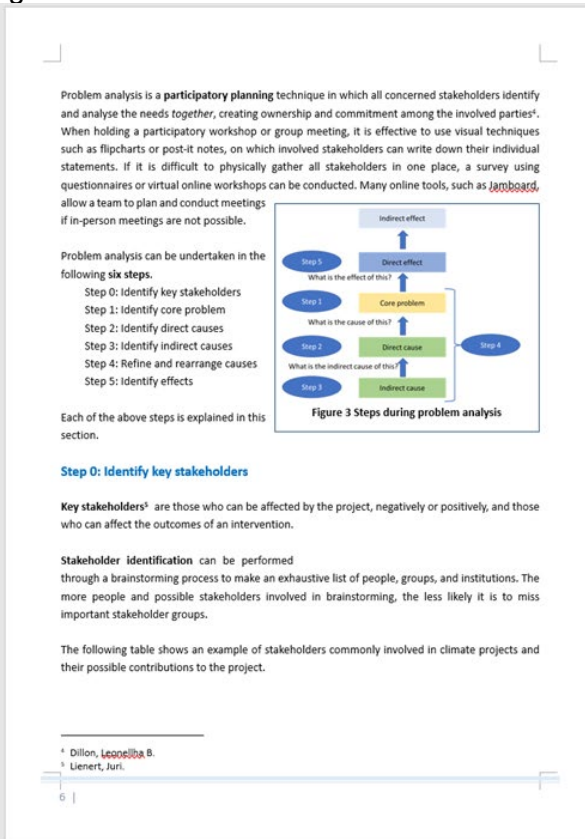 Problem analysis is a participatory planning technique in which all concerned stakeholders identify
and analyse the needs together, creating ownership and commitment among the involved parties⁴.
When holding a participatory workshop or group meeting, it is effective to use visual techniques
such as flipcharts or post-it notes, on which involved stakeholders can write down their individual
statements. If it is difficult to physically gather all stakeholders in one place, a survey using
questionnaires or virtual online workshops can be conducted. Many online tools, such as Jamboard,
allow a team to plan and conduct meetings
if in-person meetings are not possible.
Problem analysis can be undertaken in the
following six steps.
Step 0: Identify key stakeholders
Step 1: Identify core problem
Step 2: Identify direct causes
Step 3: Identify indirect causes
Step 4: Refine and rearrange causes
Step 5: Identify effects
Each of the above steps is explained in this
section.
Indirect effect
Step 5
Direct effect
What is the effect of this?
Step 1
Core problem
What is the cause of this?
Step 2
Direct cause
Step 4
What is the indirect cause of this?
Step 3
Indirect cause
Figure 3 Steps during problem analysis
Step 0: Identify key stakeholders
Key stakeholders⁵ are those who can be affected by the project, negatively or positively, and those
who can affect the outcomes of an intervention.
Stakeholder identification can be performed
through a brainstorming process to make an exhaustive list of people, groups, and institutions. The
more people and possible stakeholders involved in brainstorming, the less likely it is to miss
important stakeholder groups.
The following table shows an example of stakeholders commonly involved in climate projects and
their possible contributions to the project.
⁴ Dillon, Leonellha B.
⁵ Lienert, Juri.
6 |